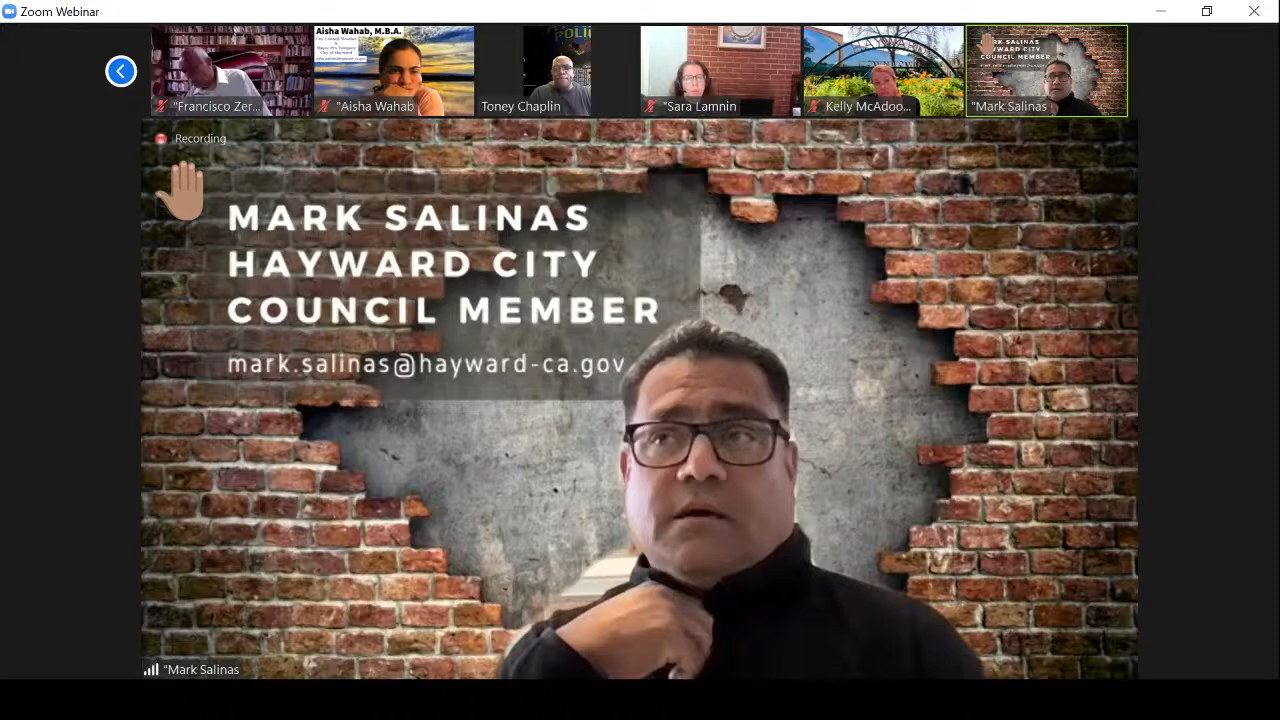 Zoom Webinar
Aisha Wahab, M.B.A.
POLIC
"Francisco Zer...
"Aisha Wahab
Toney Chaplin
"Sara Lamnin
Kelly McAdoo...
"Mark Salinas
Recording
MARK SALINAS
HAYWARD CITY
COUNCIL MEMBER
mark.salinas@hayward-ca.gov
"Mark Salinas